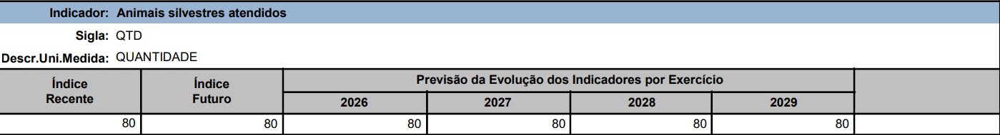 Indicador: Animais silvestres atendidos
Sigla: QTD
Descr.Uni.Medida: QUANTIDADE
Índice Recente Índice Futuro Previsão da Evolução dos Indicadores por Exercício
2026 2027 2028 2029
80 80 80 80 80 80